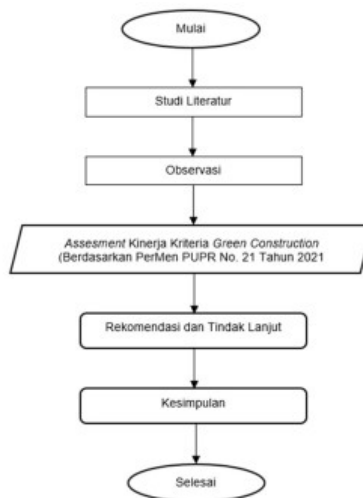 Mulai
Studi Literatur
Observasi
Assesment Kinerja Kriteria Green Construction
(Berdasarkan PerMen PUPR No. 21 Tahun 2021
Rekomendasi dan Tindak Lanjut
Kesimpulan
Selesai